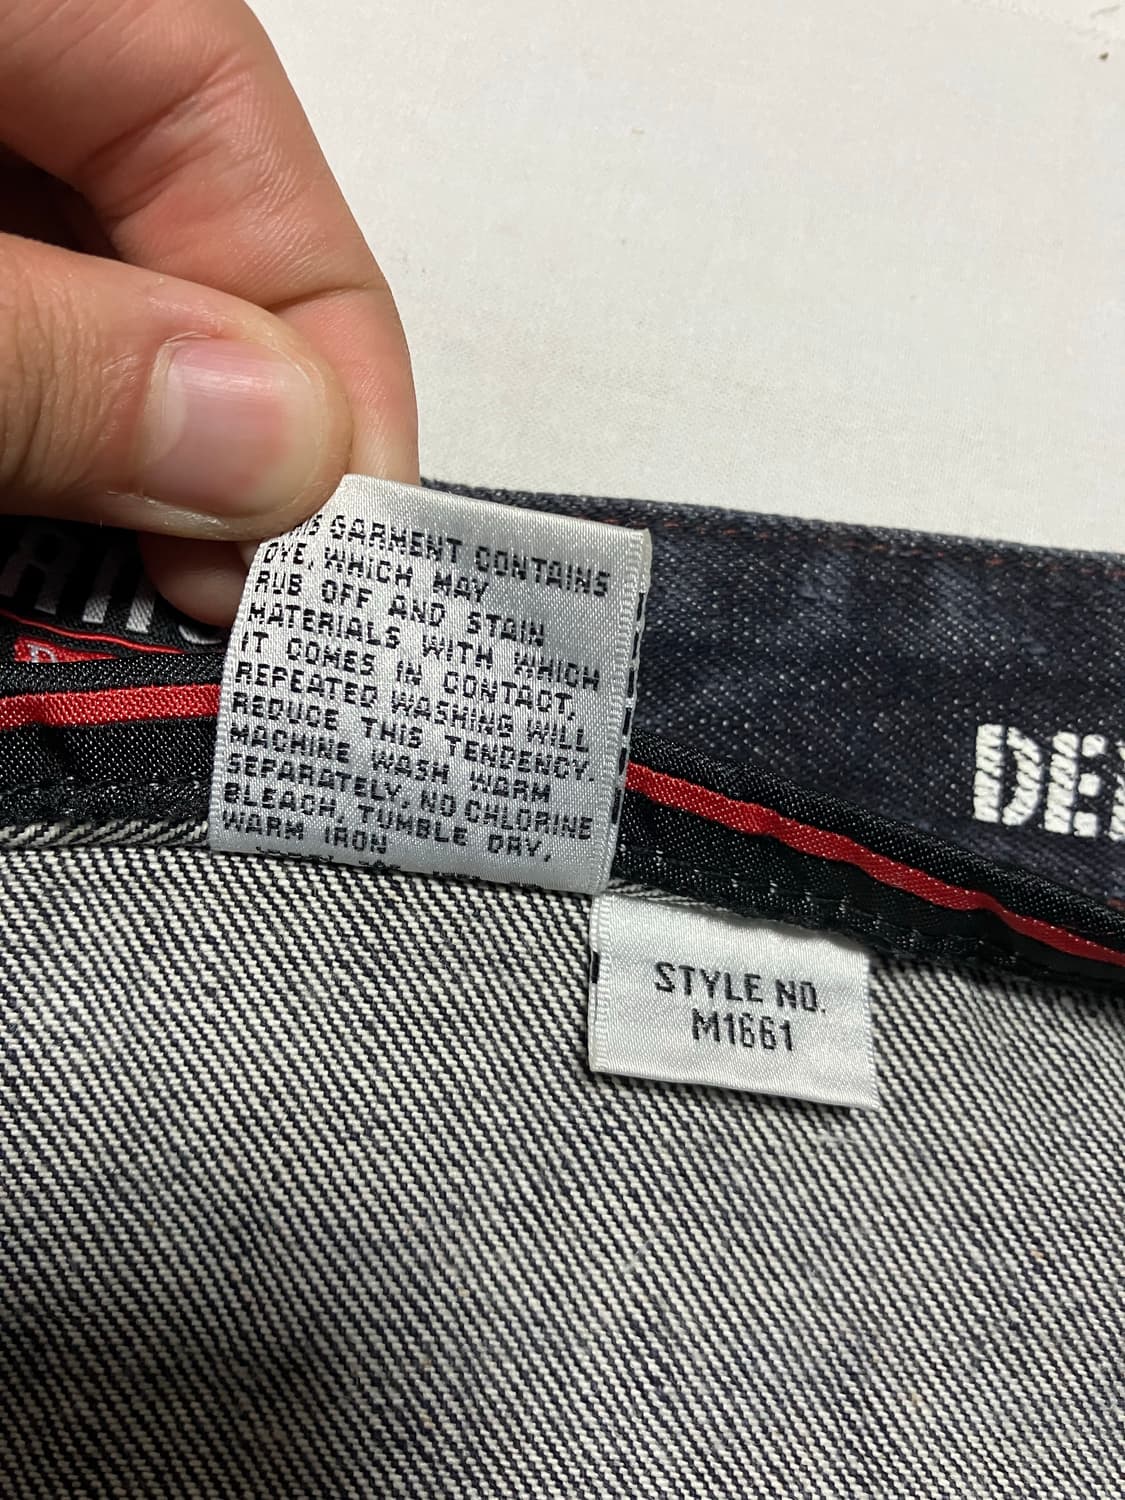 GARMENT CONTAINS
DYE, WHICH MAY
RUB OFF AND STAIN
MATERIALS WITH WHICH
IT COMES IN CONTACT,
REPEATED WASHING WILL
REDUCE THIS TENDENCY.
MACHINE WASH WARM
SEPARATELY, NO CHLORINE
BLEACH, TUMBLE DRY,
WARM IRON
STYLE NO.
M1661
DE